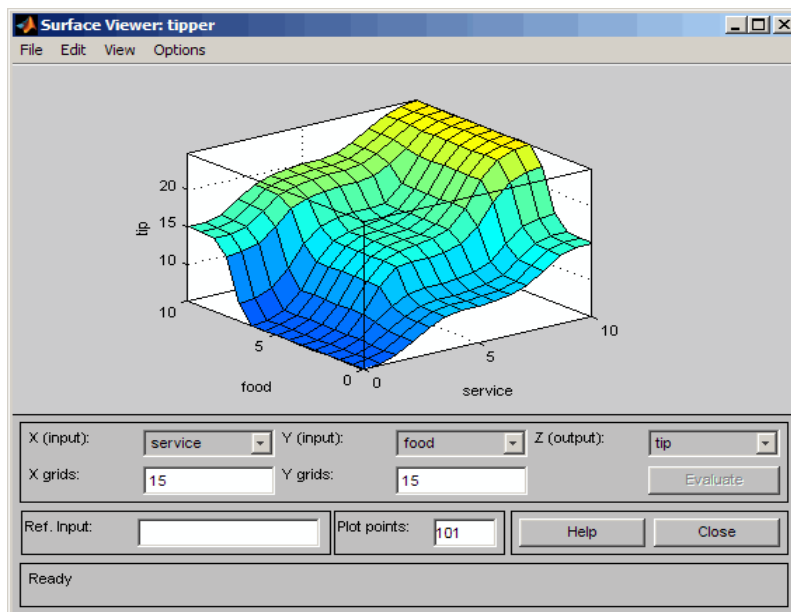 Surface Viewer: tipper
File Edit View Options
20
15
10
tip
10
5
0
food
0
5
10
service
X (input): service Y (input): food Z (output): tip
X grids: 15 Y grids: 15 Evaluate
Ref. Input: Plot points: 101 Help Close
Ready